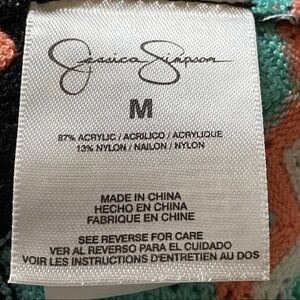 Jessica Simpson
M
87% ACRYLIC / ACRILICO / ACRYLIQUE
13% NYLON / NAILON / NYLON
MADE IN CHINA
HECHO EN CHINA
FABRIQUE EN CHINE
SEE REVERSE FOR CARE
VER AL REVERSO PARA EL CUIDADO
VOIR LES INSTRUCTIONS D'ENTRETIEN AU DOS